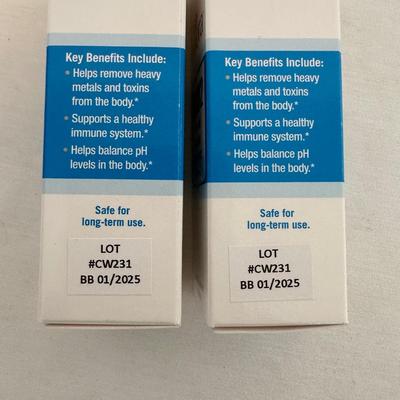 Key Benefits Include:
• Helps remove heavy
metals and toxins
from the body.*
• Supports a healthy
immune system.*
• Helps balance pH
levels in the body.*
Safe for
long-term use.
LOT
#CW231
BB 01/2025
Key Benefits Include:
• Helps remove heavy
metals and toxins
from the body.*
• Supports a healthy
immune system.*
• Helps balance pH
levels in the body.*
Safe for
long-term use.
LOT
#CW231
BB 01/2025